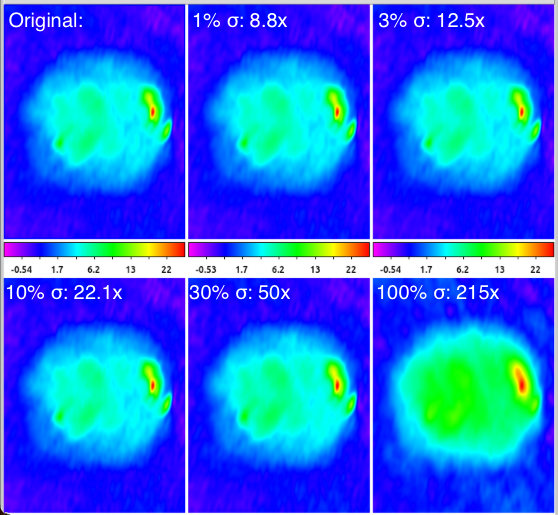 Original:
1% σ: 8.8x
3% σ: 12.5x
-0.54 1.7 6.2 13 22
-0.53 1.7 6.2 13 22
-0.54 1.7 6.2 13 22
10% σ: 22.1x
30% σ: 50x
100% σ: 215x